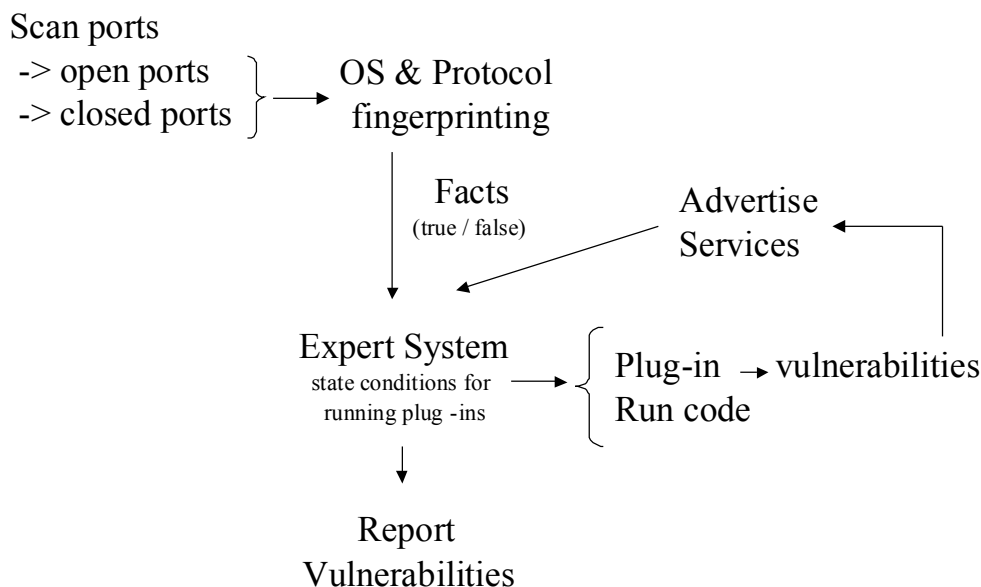 Scan ports
-> open ports
-> closed ports
OS & Protocol
fingerprinting
Facts
(true / false)
Advertise
Services
Expert System
state conditions for
running plug -ins
Plug-in
Run code
vulnerabilities
Report
Vulnerabilities